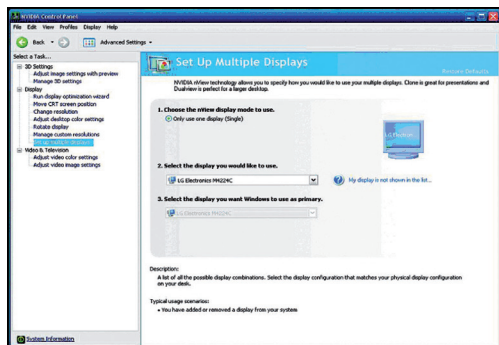 NVIDIA Control Panel
File Edit View Profiles Display Help
Back Advanced Settings
Select a Task...
3D Settings
Adjust image settings with preview
Manage 3D settings
Display
Run display optimization wizard
Move CRT screen position
Change resolution
Adjust desktop color settings
Rotate display
Manage custom resolutions
Set up multiple displays
Video & Television
Adjust video color settings
Adjust video image settings
System Information
Set Up Multiple Displays
Restore Defaults
NVIDIA nView technology allows you to specify how you would like to use your multiple displays. Clone is great for presentations and
Dualview is perfect for a larger desktop.
1. Choose the nView display mode to use.
Only use one display (Single)
LG Electron...
2. Select the display you would like to use.
LG Electronics M4224C
My display is not shown in the list...
3. Select the display you want Windows to use as primary.
LG Electronics M4224C
Description:
A list of all the possible display combinations. Select the display configuration that matches your physical display configuration
on your desk.
Typical usage scenarios:
• You have added or removed a display from your system